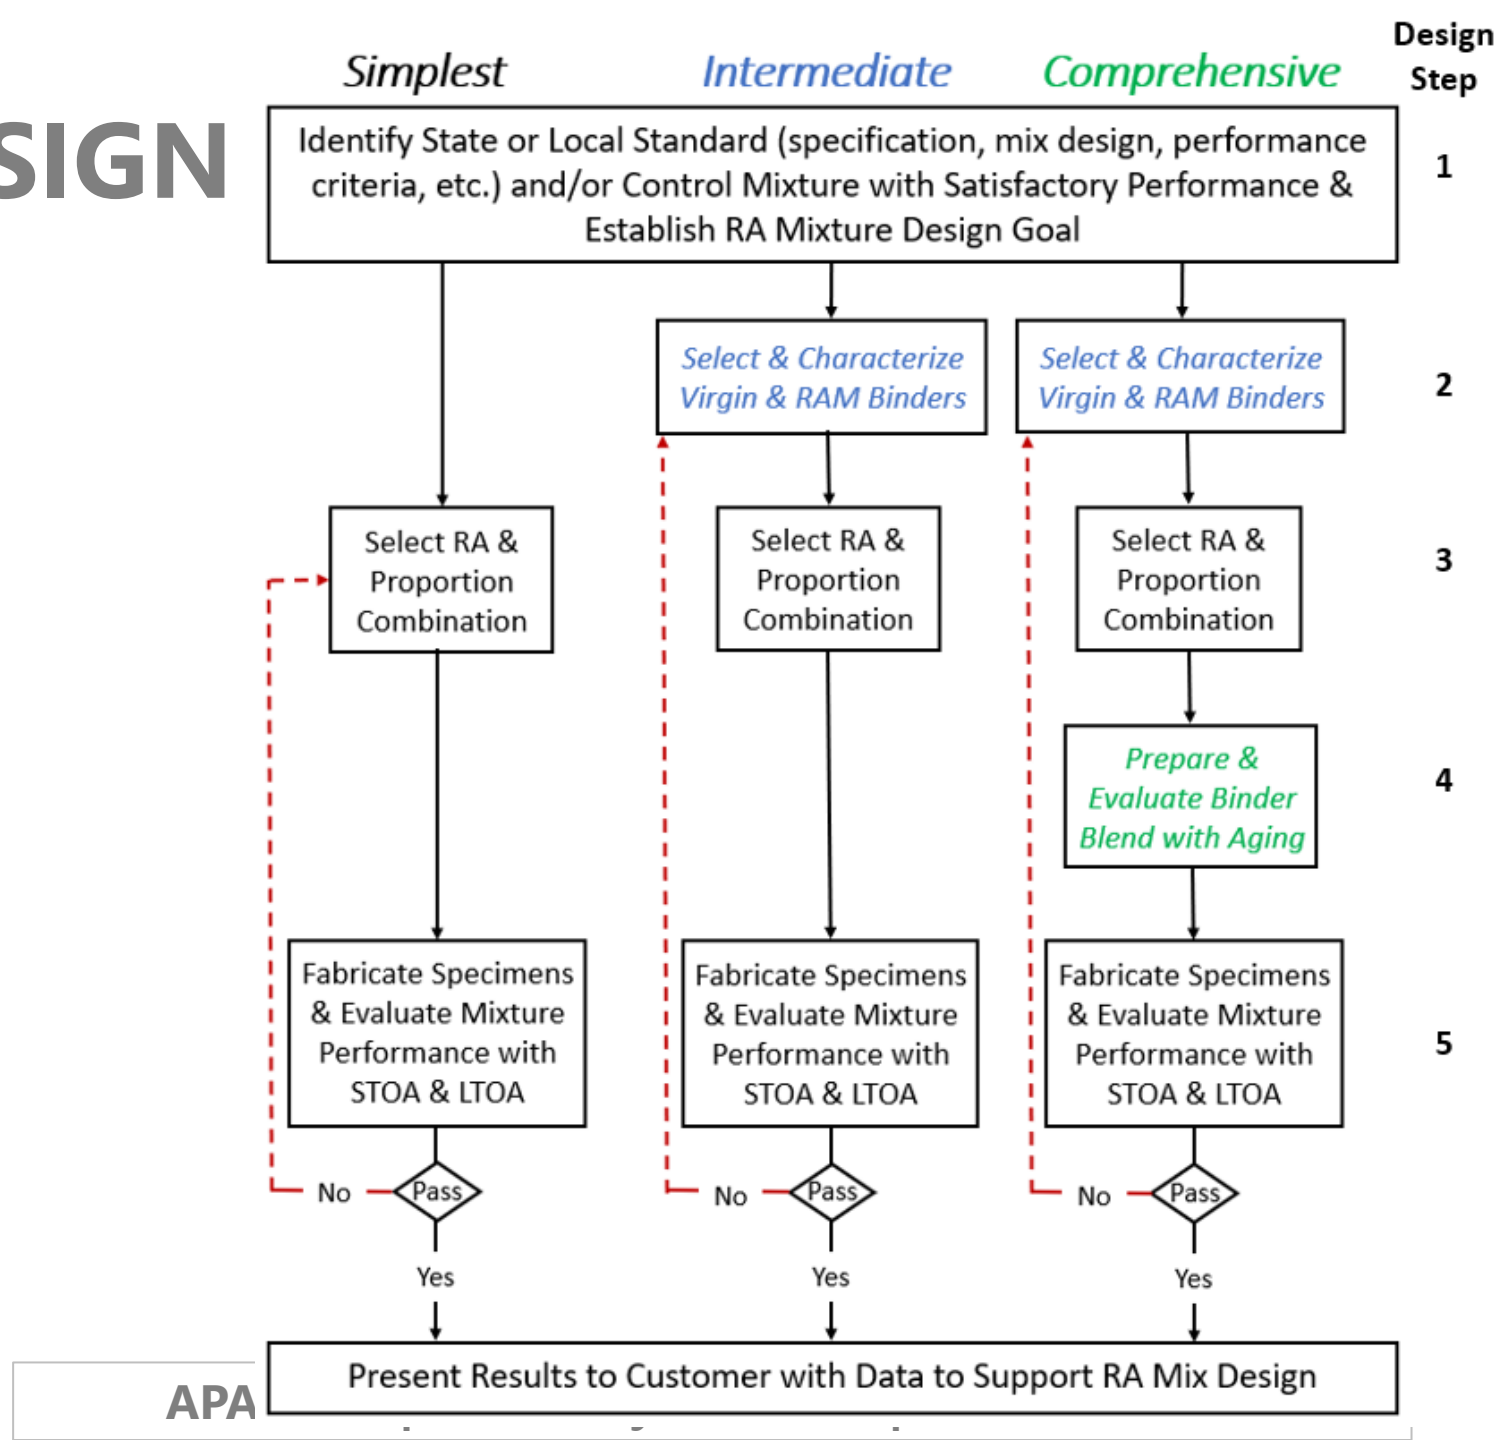 Design
Step
Simplest
Intermediate
Comprehensive
SIGN
Identify State or Local Standard (specification, mix design, performance
criteria, etc.) and/or Control Mixture with Satisfactory Performance &
Establish RA Mixture Design Goal
1
Select & Characterize
Virgin & RAM Binders
Select & Characterize
Virgin & RAM Binders
2
Select RA &
Proportion
Combination
Select RA &
Proportion
Combination
Select RA &
Proportion
Combination
3
Prepare &
Evaluate Binder
Blend with Aging
4
Fabricate Specimens
& Evaluate Mixture
Performance with
STOA & LTOA
Fabricate Specimens
& Evaluate Mixture
Performance with
STOA & LTOA
Fabricate Specimens
& Evaluate Mixture
Performance with
STOA & LTOA
5
No
Pass
No
Pass
No
Pass
Yes
Yes
Yes
Present Results to Customer with Data to Support RA Mix Design
APA